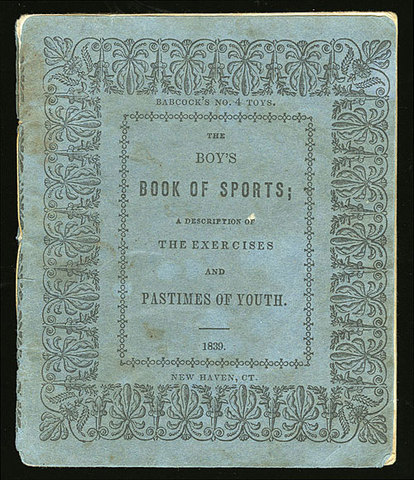 BABCOCK'S NO. 4 TOYS.
THE
BOY'S
BOOK OF SPORTS;
A DESCRIPTION OF
THE EXERCISES
AND
PASTIMES OF YOUTH.
1839.
NEW HAVEN, CT.